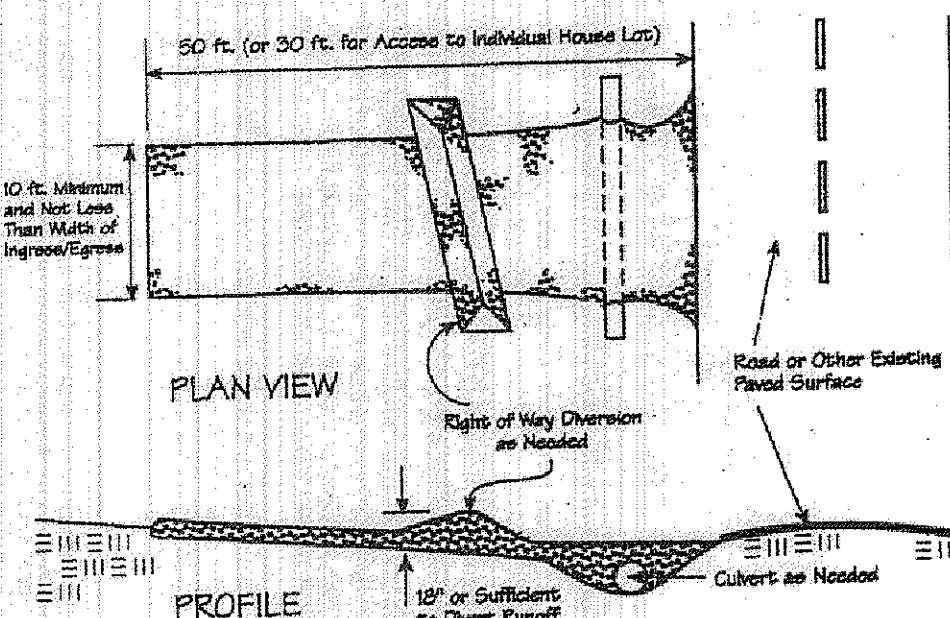 50 ft. (or 30 ft. for Access to Individual House Lot)
10 ft. Minimum
and Not Less
Than Width of
Ingress/Egress
PLAN VIEW
Road or Other Existing
Paved Surface
Right of Way Diversion
as Needed
Culvert as Needed
18" or Sufficient
to Divert Runoff
PROFILE